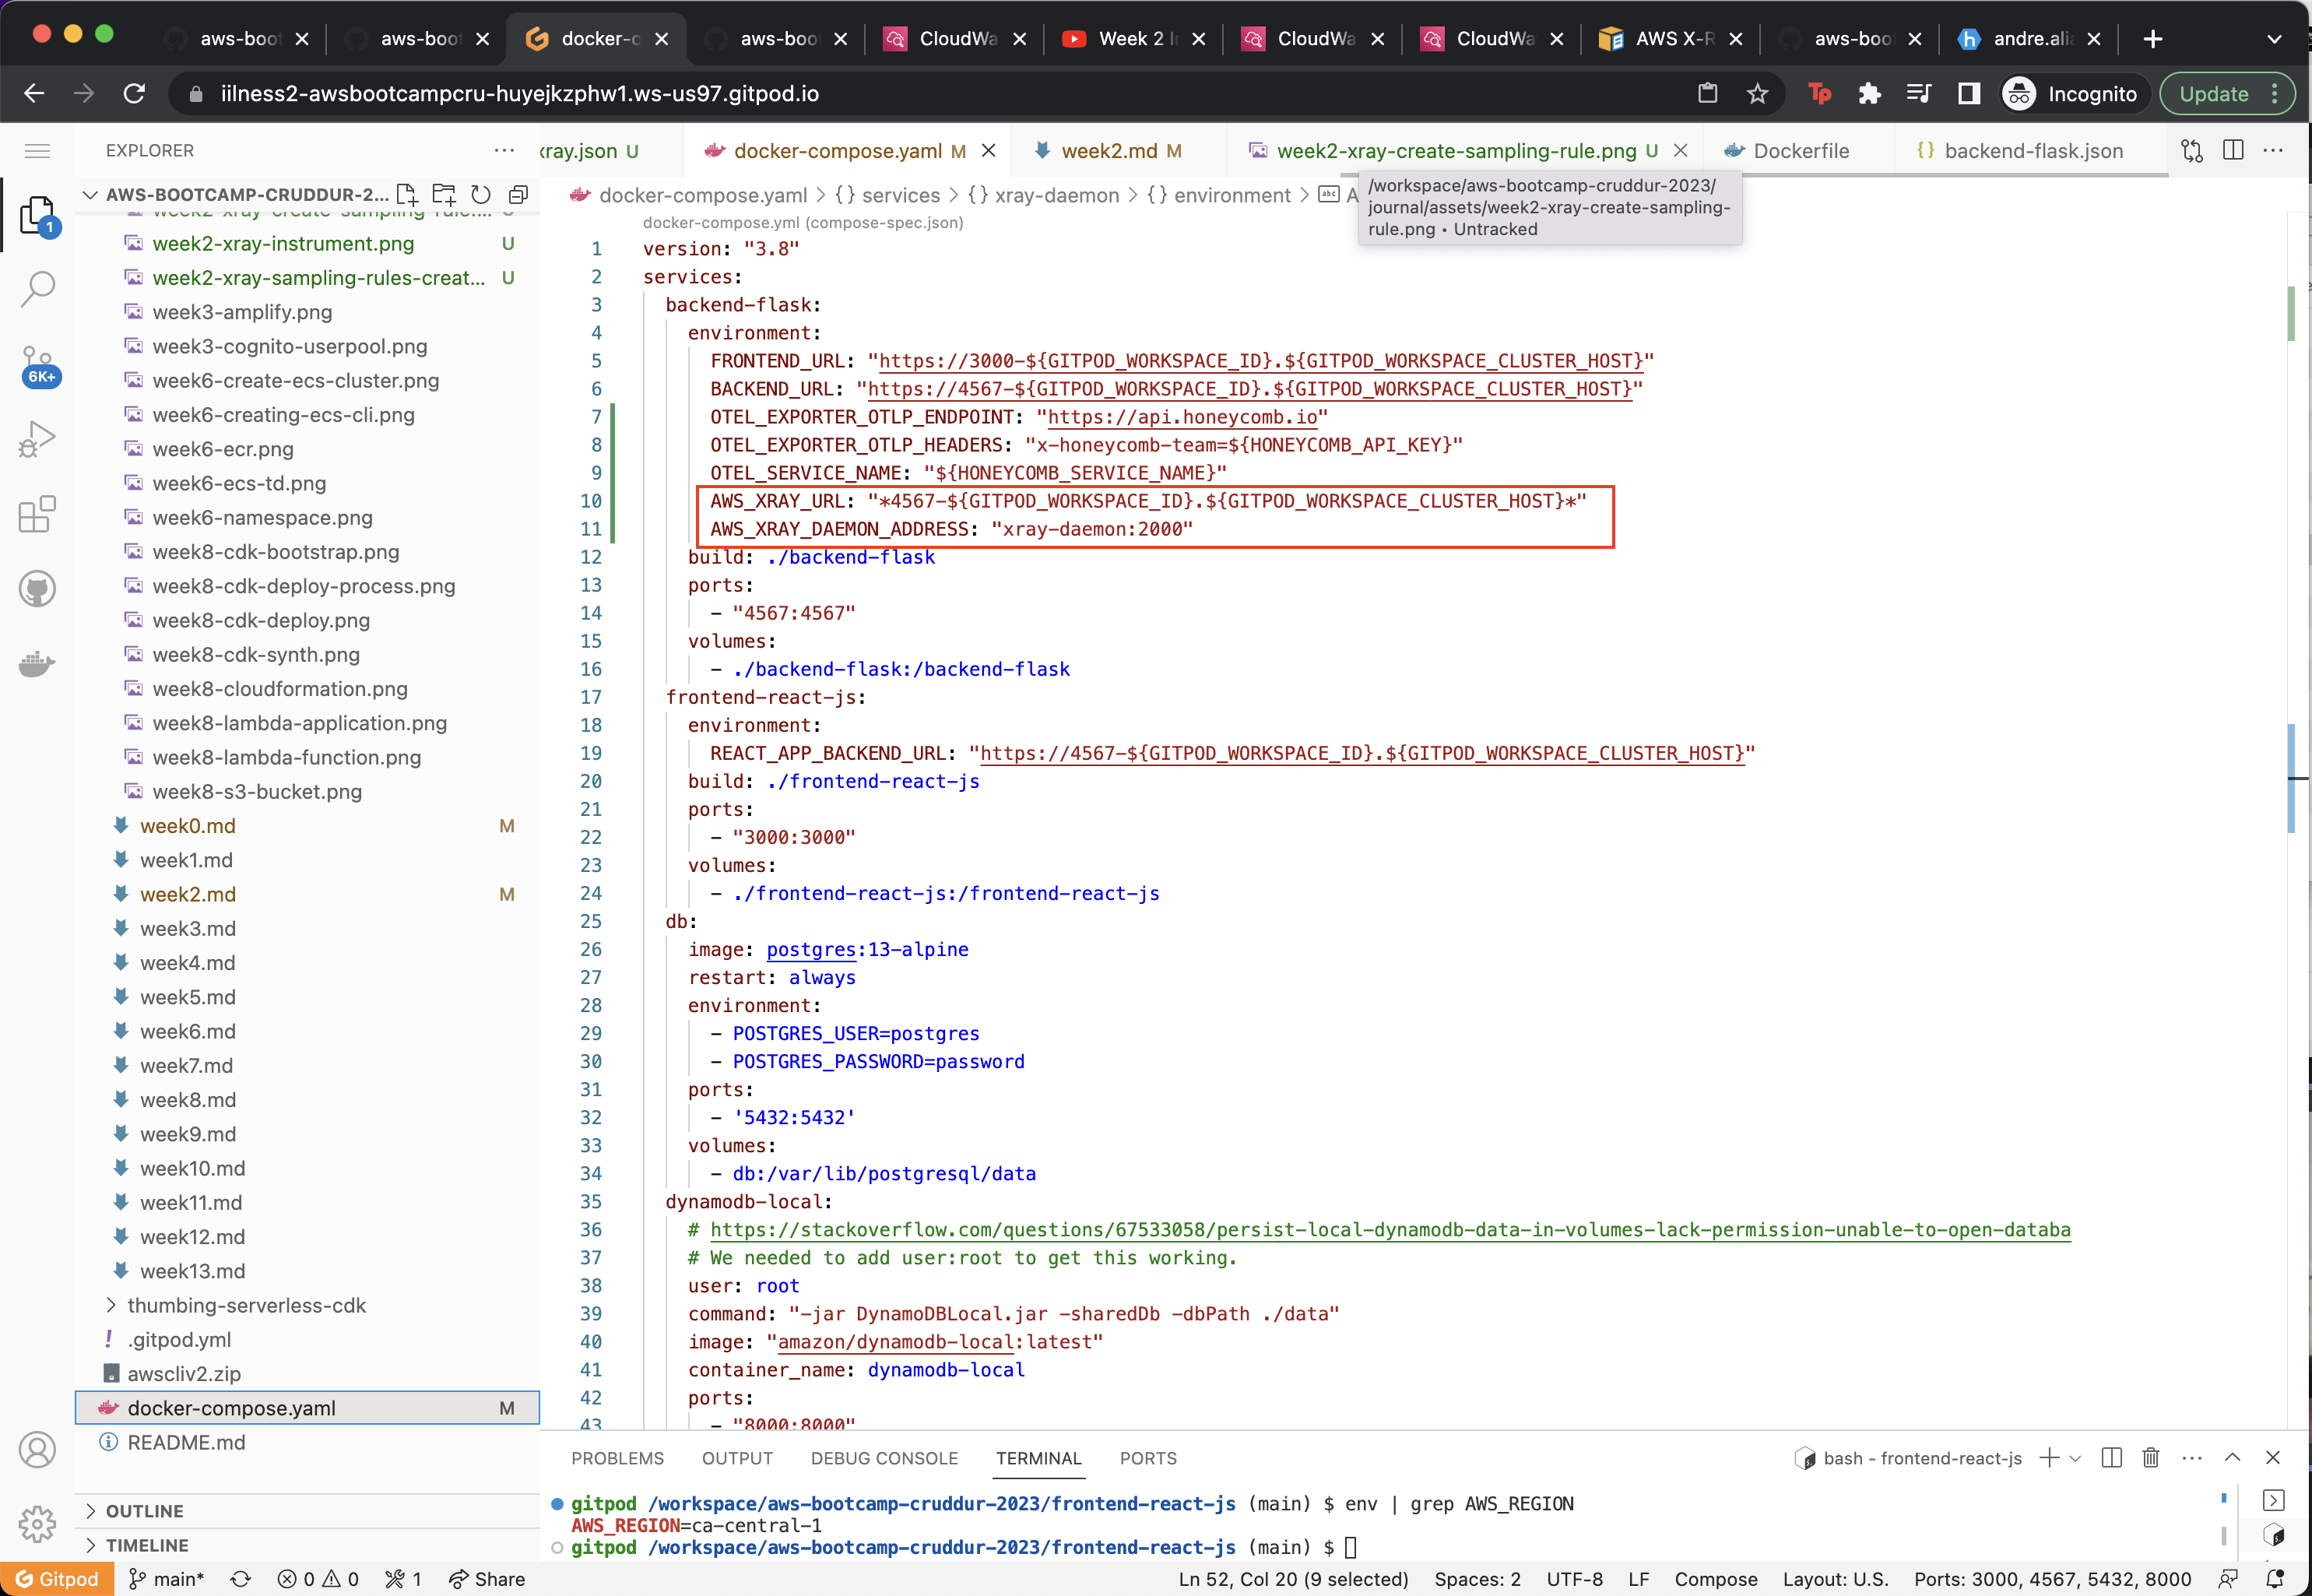 aws-boot
aws-boot
docker-c
aws-boot
CloudWa
Week 2 I
CloudWa
CloudWa
AWS X-R
aws-boot
andre.ali
iilness2-awsbootcampcru-huyejkzphw1.ws-us97.gitpod.io
Tp
Incognito
Update
EXPLORER
xray.json U
docker-compose.yaml M
week2.md M
week2-xray-create-sampling-rule.png U
Dockerfile
{} backend-flask.json
AWS-BOOTCAMP-CRUDDUR-2...
docker-compose.yaml > {} services > {} xray-daemon > {} environment > abc A
/workspace/aws-bootcamp-cruddur-2023/
journal/assets/week2-xray-create-sampling-
rule.png • Untracked
1
6K+
week2-xray-create-sampling-rule....
week2-xray-instrument.png U
week2-xray-sampling-rules-creat... U
week3-amplify.png
week3-cognito-userpool.png
week6-create-ecs-cluster.png
week6-creating-ecs-cli.png
week6-ecr.png
week6-ecs-td.png
week6-namespace.png
week8-cdk-bootstrap.png
week8-cdk-deploy-process.png
week8-cdk-deploy.png
week8-cdk-synth.png
week8-cloudformation.png
week8-lambda-application.png
week8-lambda-function.png
week8-s3-bucket.png
week0.md M
week1.md
week2.md M
week3.md
week4.md
week5.md
week6.md
week7.md
week8.md
week9.md
week10.md
week11.md
week12.md
week13.md
thumbing-serverless-cdk
! .gitpod.yml
awscliv2.zip
docker-compose.yaml M
README.md
OUTLINE
TIMELINE
docker-compose.yml (compose-spec.json)
1 version: "3.8"
2 services:
3 backend-flask:
4 environment:
5 FRONTEND_URL: "https://3000-${GITPOD_WORKSPACE_ID}.${GITPOD_WORKSPACE_CLUSTER_HOST}"
6 BACKEND_URL: "https://4567-${GITPOD_WORKSPACE_ID}.${GITPOD_WORKSPACE_CLUSTER_HOST}"
7 OTEL_EXPORTER_OTLP_ENDPOINT: "https://api.honeycomb.io"
8 OTEL_EXPORTER_OTLP_HEADERS: "x-honeycomb-team=${HONEYCOMB_API_KEY}"
9 OTEL_SERVICE_NAME: "${HONEYCOMB_SERVICE_NAME}"
10 AWS_XRAY_URL: "*4567-${GITPOD_WORKSPACE_ID}.${GITPOD_WORKSPACE_CLUSTER_HOST}*"
11 AWS_XRAY_DAEMON_ADDRESS: "xray-daemon:2000"
12 build: ./backend-flask
13 ports:
14 - "4567:4567"
15 volumes:
16 - ./backend-flask:/backend-flask
17 frontend-react-js:
18 environment:
19 REACT_APP_BACKEND_URL: "https://4567-${GITPOD_WORKSPACE_ID}.${GITPOD_WORKSPACE_CLUSTER_HOST}"
20 build: ./frontend-react-js
21 ports:
22 - "3000:3000"
23 volumes:
24 - ./frontend-react-js:/frontend-react-js
25 db:
26 image: postgres:13-alpine
27 restart: always
28 environment:
29 - POSTGRES_USER=postgres
30 - POSTGRES_PASSWORD=password
31 ports:
32 - '5432:5432'
33 volumes:
34 - db:/var/lib/postgresql/data
35 dynamodb-local:
36 # https://stackoverflow.com/questions/67533058/persist-local-dynamodb-data-in-volumes-lack-permission-unable-to-open-databa
37 # We needed to add user:root to get this working.
38 user: root
39 command: "-jar DynamoDBLocal.jar -sharedDb -dbPath ./data"
40 image: "amazon/dynamodb-local:latest"
41 container_name: dynamodb-local
42 ports:
43 - "8000:8000"
PROBLEMS
OUTPUT
DEBUG CONSOLE
TERMINAL
PORTS
bash - frontend-react-js
gitpod /workspace/aws-bootcamp-cruddur-2023/frontend-react-js (main) $ env | grep AWS_REGION
AWS_REGION=ca-central-1
gitpod /workspace/aws-bootcamp-cruddur-2023/frontend-react-js (main) $
Gitpod
main*
0
0
1
Share
Ln 52, Col 20 (9 selected)
Spaces: 2
UTF-8
LF
Compose
Layout: U.S.
Ports: 3000, 4567, 5432, 8000